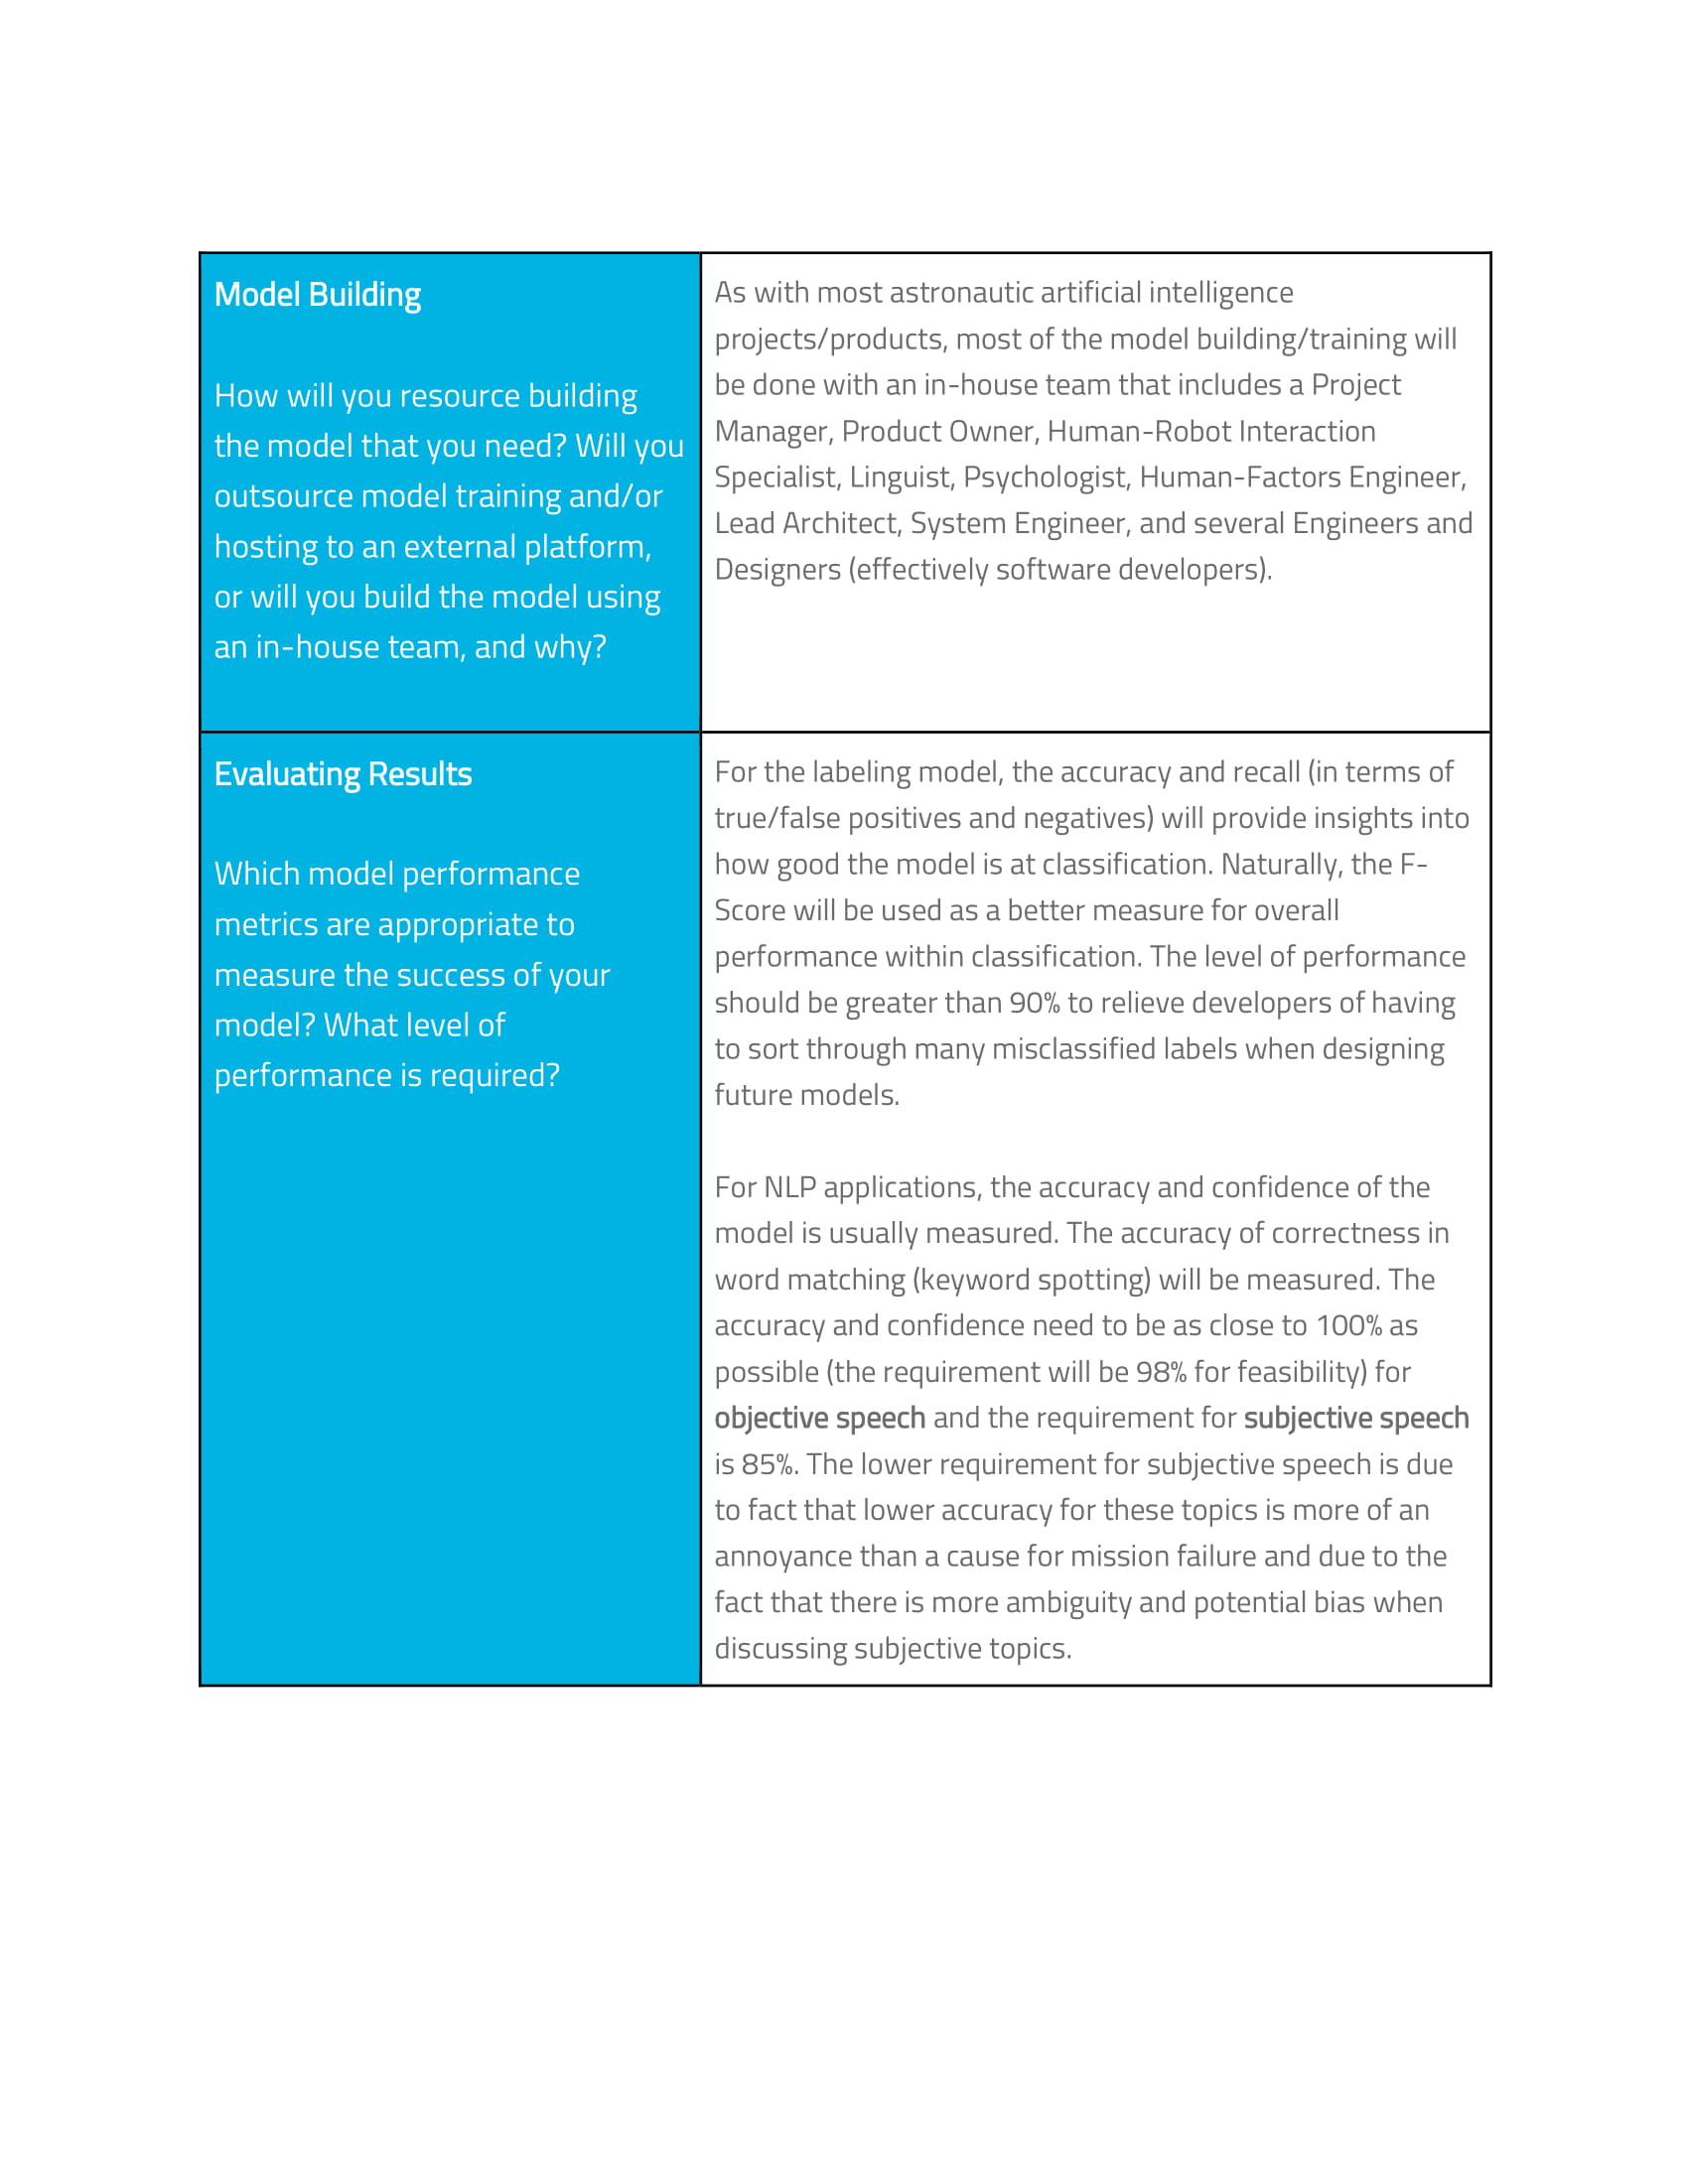 Model Building
How will you resource building
the model that you need? Will you
outsource model training and/or
hosting to an external platform,
or will you build the model using
an in-house team, and why?
As with most astronautic artificial intelligence
projects/products, most of the model building/training will
be done with an in-house team that includes a Project
Manager, Product Owner, Human-Robot Interaction
Specialist, Linguist, Psychologist, Human-Factors Engineer,
Lead Architect, System Engineer, and several Engineers and
Designers (effectively software developers).
Evaluating Results
Which model performance
metrics are appropriate to
measure the success of your
model? What level of
performance is required?
For the labeling model, the accuracy and recall (in terms of
true/false positives and negatives) will provide insights into
how good the model is at classification. Naturally, the F-
Score will be used as a better measure for overall
performance within classification. The level of performance
should be greater than 90% to relieve developers of having
to sort through many misclassified labels when designing
future models.
For NLP applications, the accuracy and confidence of the
model is usually measured. The accuracy of correctness in
word matching (keyword spotting) will be measured. The
accuracy and confidence need to be as close to 100% as
possible (the requirement will be 98% for feasibility) for
objective speech and the requirement for subjective speech
is 85%. The lower requirement for subjective speech is due
to fact that lower accuracy for these topics is more of an
annoyance than a cause for mission failure and due to the
fact that there is more ambiguity and potential bias when
discussing subjective topics.